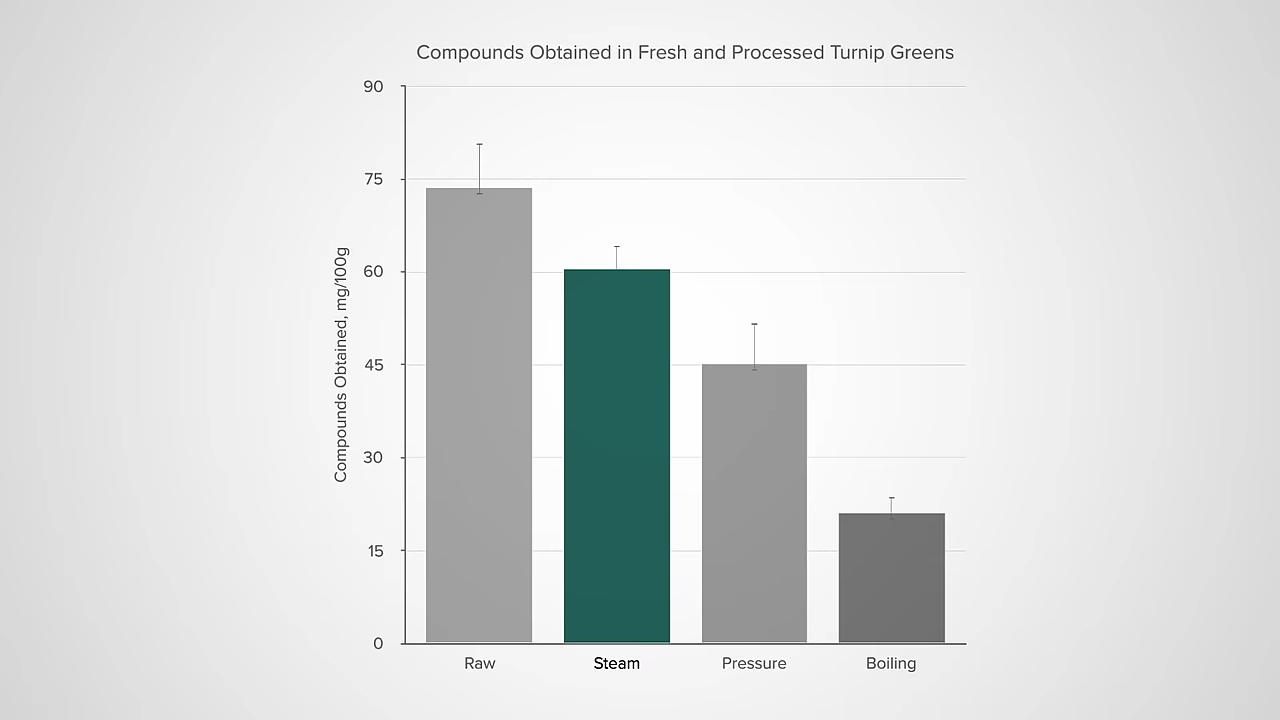 Compounds Obtained in Fresh and Processed Turnip Greens
90
75
60
45
30
15
0
Compounds Obtained, mg/100g
Raw
Steam
Pressure
Boiling